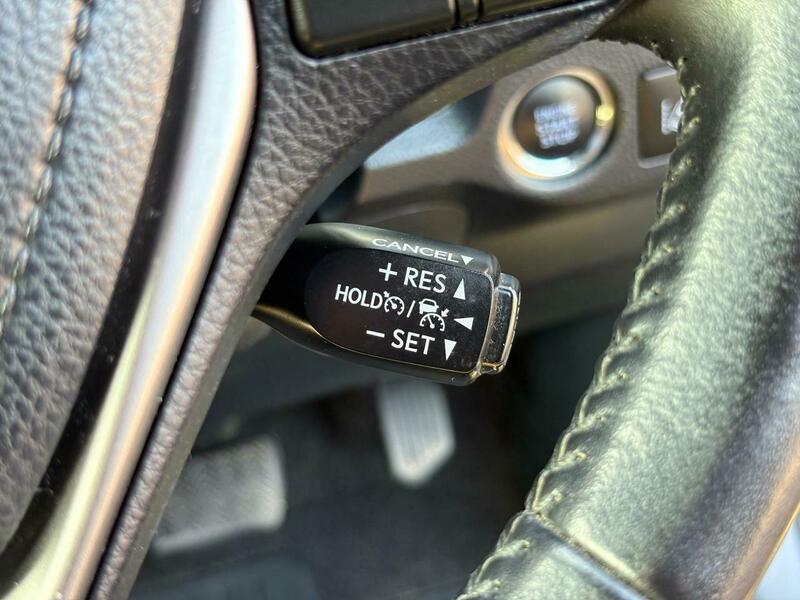 CANCEL▼
+ RES ▲
HOLD / ◀
− SET ▼